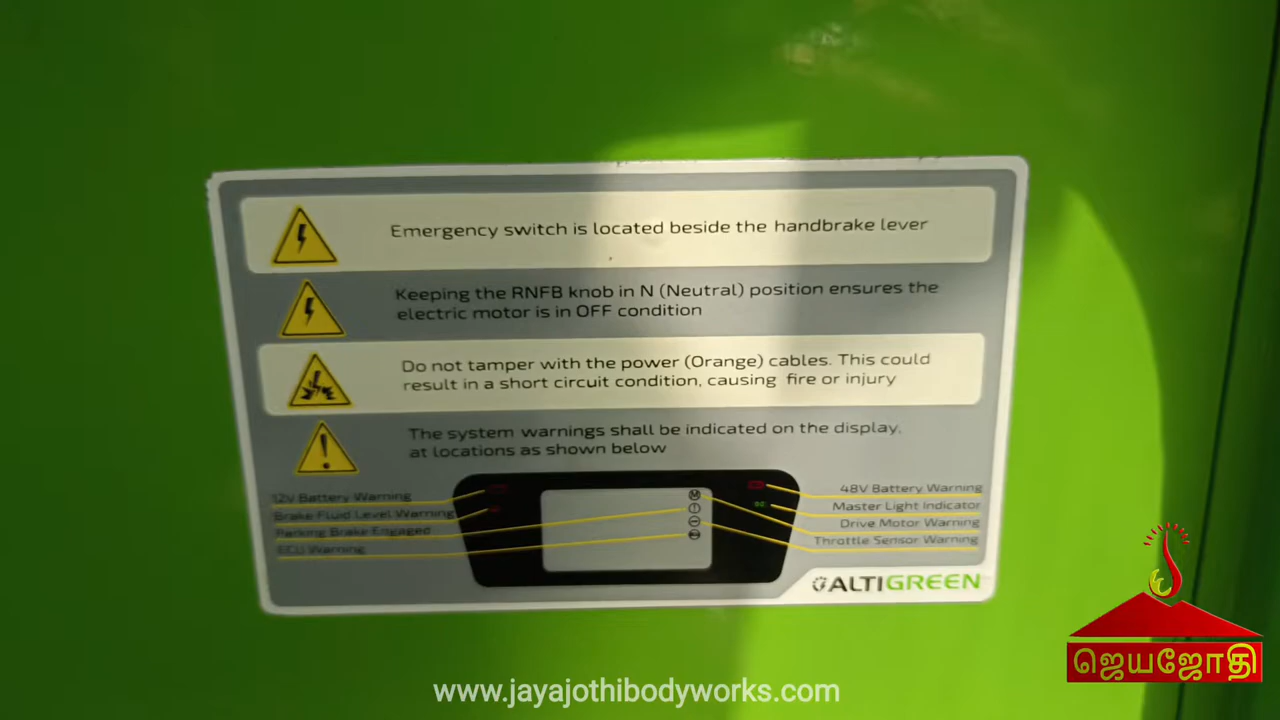 Emergency switch is located beside the handbrake lever
Keeping the RNFB knob in N (Neutral) position ensures the
electric motor is in OFF condition
Do not tamper with the power (Orange) cables. This could
result in a short circuit condition, causing fire or injury
The system warnings shall be indicated on the display,
at locations as shown below
12V Battery Warning
Brake Fluid Level Warning
Parking Brake Engaged
ECU Warning
48V Battery Warning
Master Light Indicator
Drive Motor Warning
Throttle Sensor Warning
ALTIGREEN
ஜெயஜோதி
www.jayajothibodyworks.com